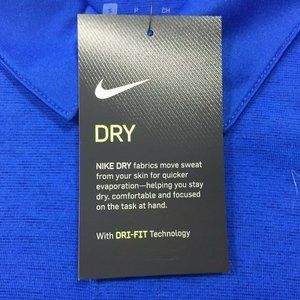 S P CH
DRY
NIKE DRY fabrics move sweat
from your skin for quicker
evaporation—helping you stay
dry, comfortable and focused
on the task at hand.
With DRI-FIT Technology